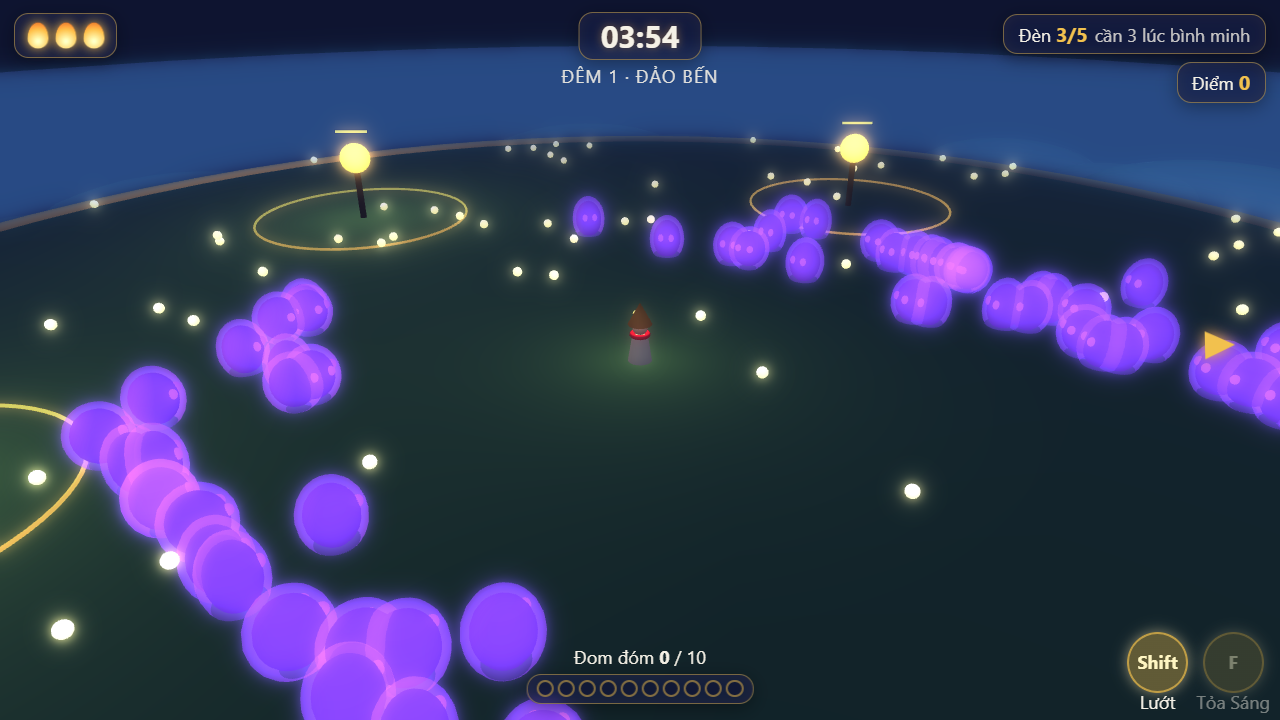 03:54
ĐÊM 1 · ĐẢO BẾN
Đèn 3/5 cần 3 lúc bình minh
Điểm 0
Đom đóm 0 / 10
Shift
Lướt
F
Tỏa Sáng